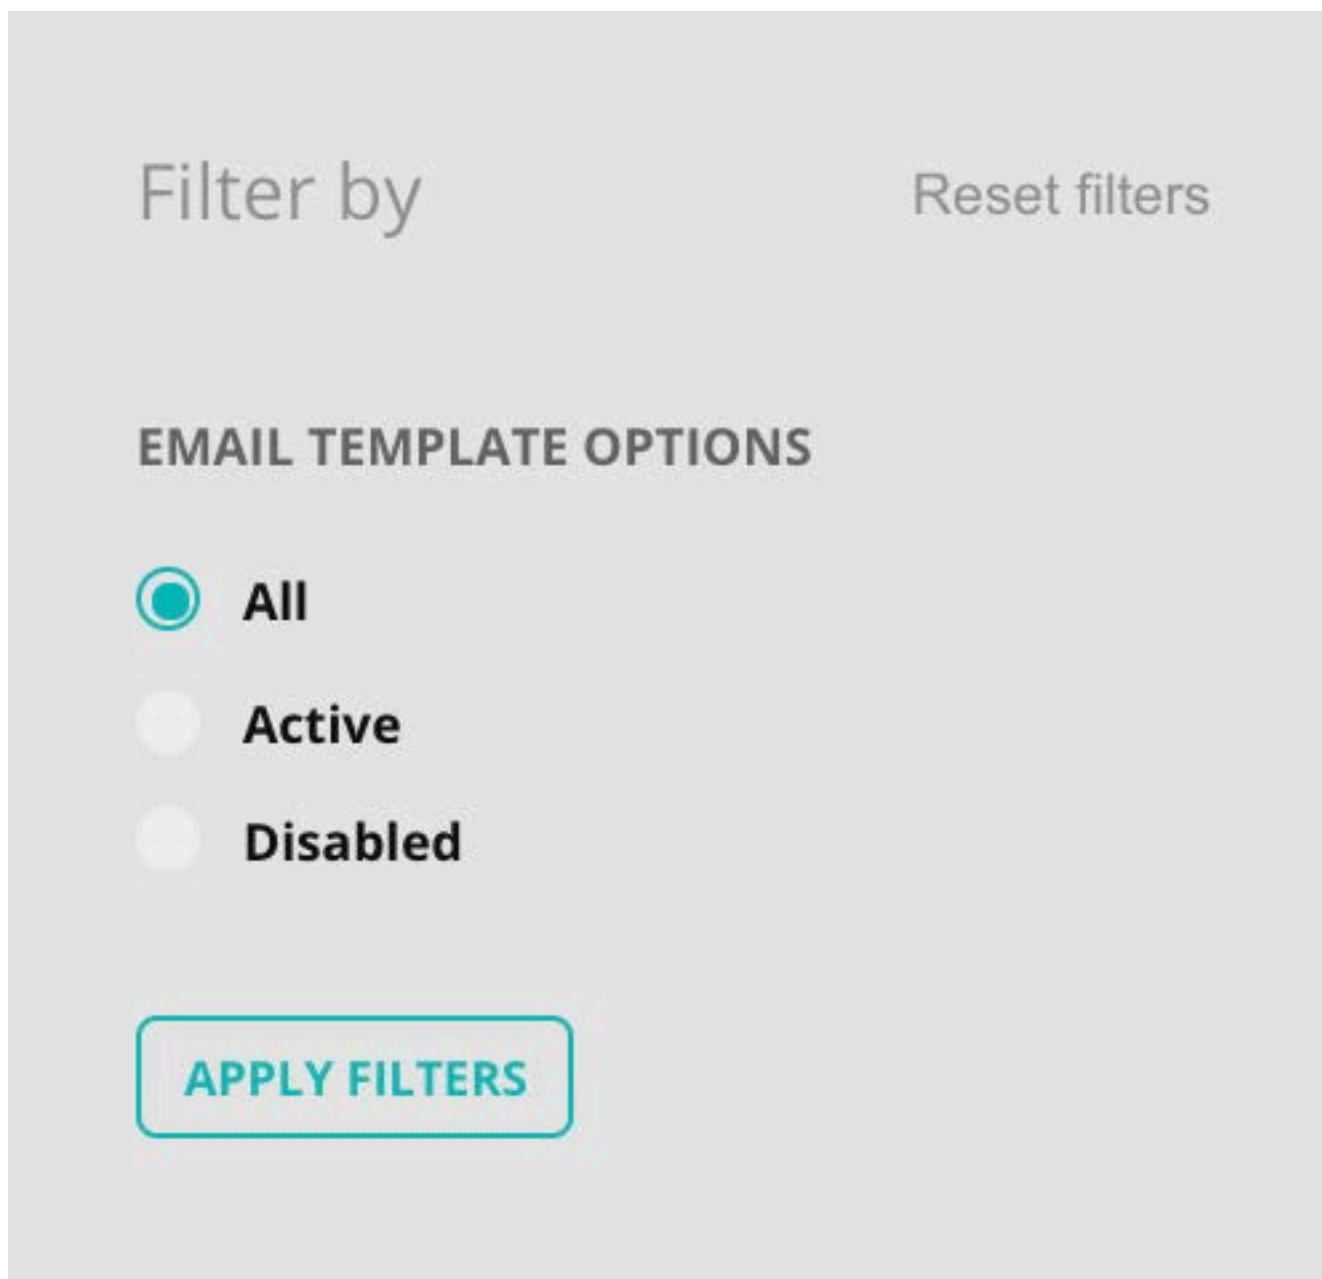 Filter by
Reset filters
EMAIL TEMPLATE OPTIONS
All
Active
Disabled
APPLY FILTERS